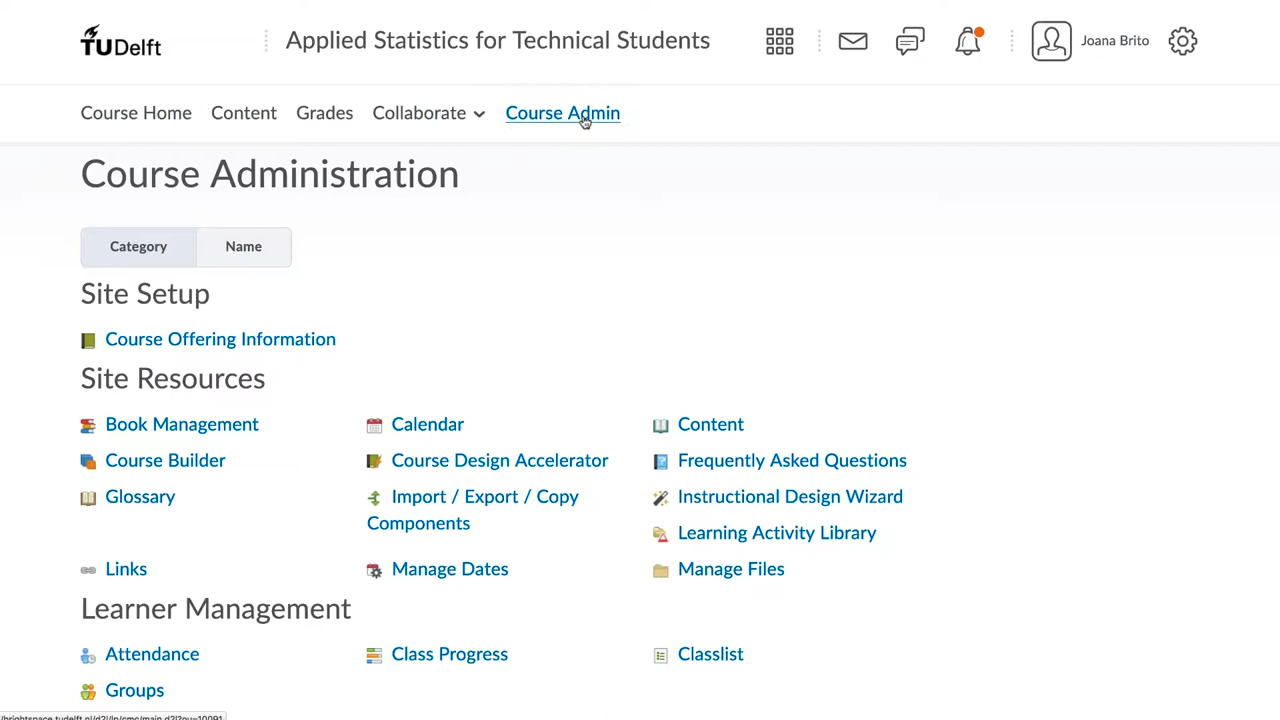 TUDelft
Applied Statistics for Technical Students
Joana Brito
Course Home Content Grades Collaborate Course Admin
Course Administration
Category Name
Site Setup
Course Offering Information
Site Resources
Book Management Calendar Content
Course Builder Course Design Accelerator Frequently Asked Questions
Glossary Import / Export / Copy Components Instructional Design Wizard
Learning Activity Library
Links Manage Dates Manage Files
Learner Management
Attendance Class Progress Classlist
Groups